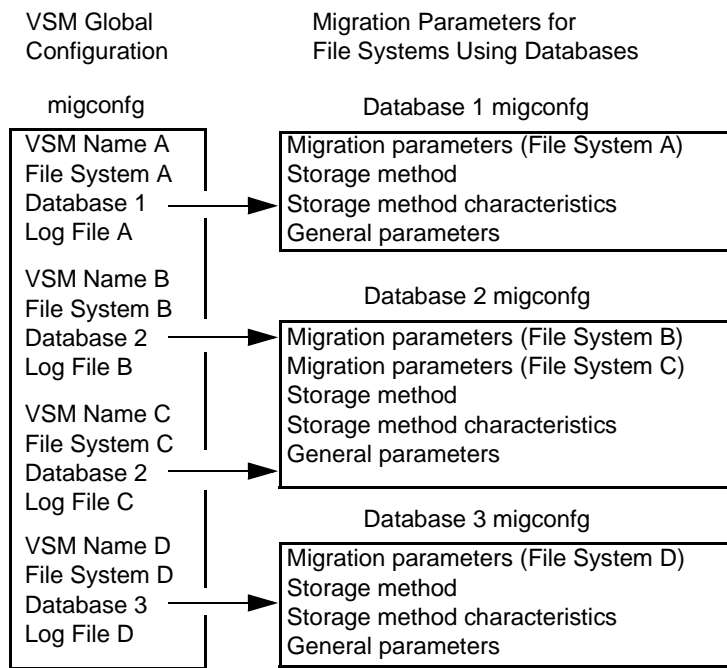 VSM Global
Configuration
Migration Parameters for
File Systems Using Databases
migconfg
VSM Name A
File System A
Database 1
Log File A
VSM Name B
File System B
Database 2
Log File B
VSM Name C
File System C
Database 2
Log File C
VSM Name D
File System D
Database 3
Log File D
Database 1 migconfg
Migration parameters (File System A)
Storage method
Storage method characteristics
General parameters
Database 2 migconfg
Migration parameters (File System B)
Migration parameters (File System C)
Storage method
Storage method characteristics
General parameters
Database 3 migconfg
Migration parameters (File System D)
Storage method
Storage method characteristics
General parameters